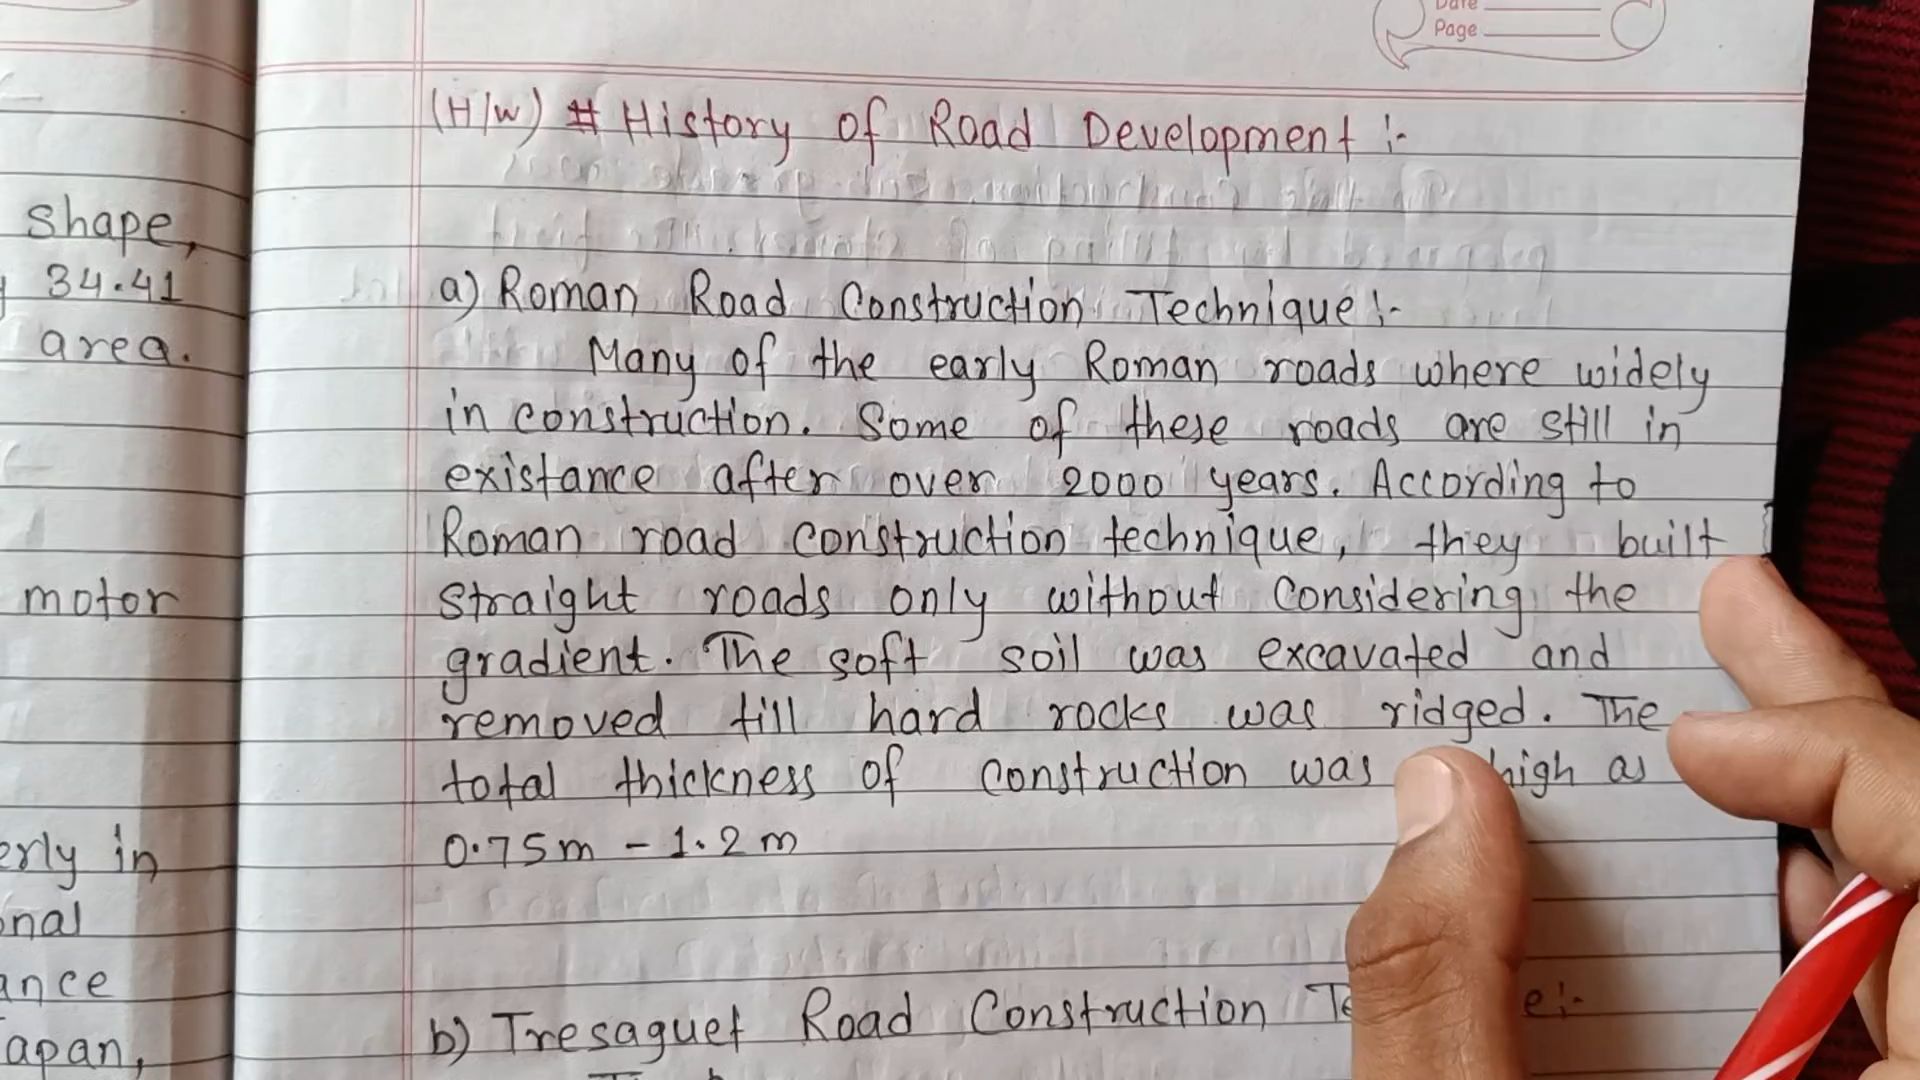 Date
Page
(H/W) # History of Road Development :-
a) Roman Road Construction Technique :-
Many of the early Roman roads where widely
in construction. Some of these roads are still in
existance after over 2000 years. According to
Roman road construction technique, they built
straight roads only without considering the
gradient. The soft soil was excavated and
removed till hard rocks was ridged. The
total thickness of construction was high as
0.75m - 1.2 m
b) Tresaguet Road Construction
shape,
34.41
area.
motor
in